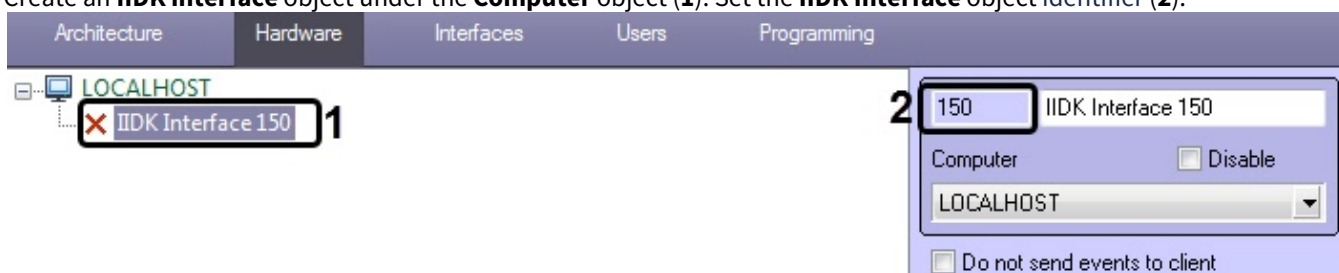 Create an IIDK Interface object under the Computer object (1). Set the IIDK Interface object identifier (2).
Architecture Hardware Interfaces Users Programming
LOCALHOST
IIDK Interface 150 1
2 150 IIDK Interface 150
Computer Disable
LOCALHOST
Do not send events to client